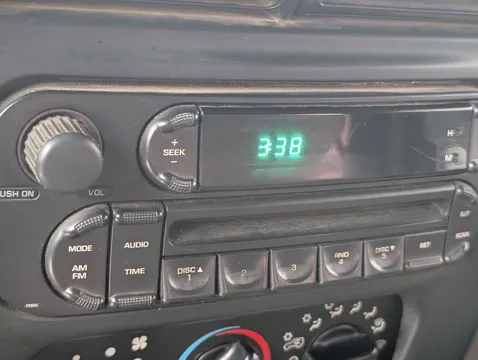 +
SEEK
-
3:38
H
M
PUSH ON
VOL
MODE
AM
FM
AUDIO
TIME
DISC ▲
1
2
3
RND
4
DISC ▼
5
SET
EJT
SCAN
RBK